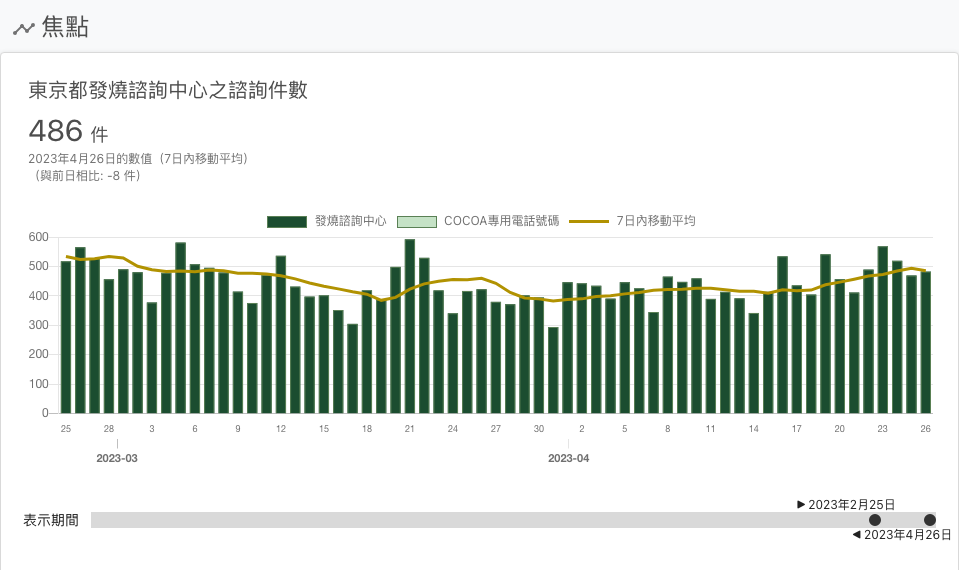 焦點
東京都發燒諮詢中心之諮詢件數
486 件
2023年4月26日的數值（7日內移動平均）
（與前日相比: -8 件）
發燒諮詢中心 COCOA專用電話號碼 7日內移動平均
600
500
400
300
200
100
0
25 28 3 6 9 12 15 18 21 24 27 30 2 5 8 11 14 17 20 23 26
2023-03 2023-04
▶ 2023年2月25日
表示期間
◀ 2023年4月26日